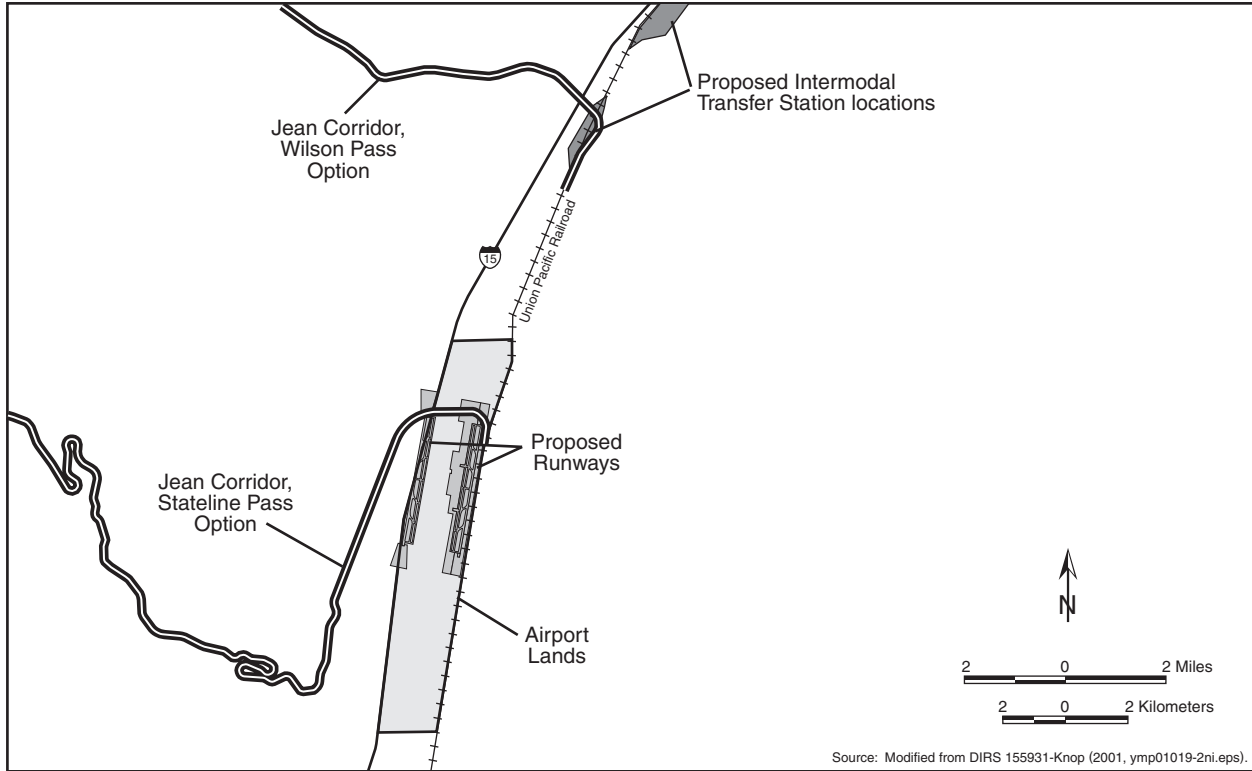 Proposed Intermodal
Transfer Station locations
Jean Corridor,
Wilson Pass
Option
15
Union Pacific Railroad
Proposed
Runways
Jean Corridor,
Stateline Pass
Option
Airport
Lands
N
2 0 2 Miles
2 0 2 Kilometers
Source: Modified from DIRS 155931-Knop (2001, ymp01019-2ni.eps).